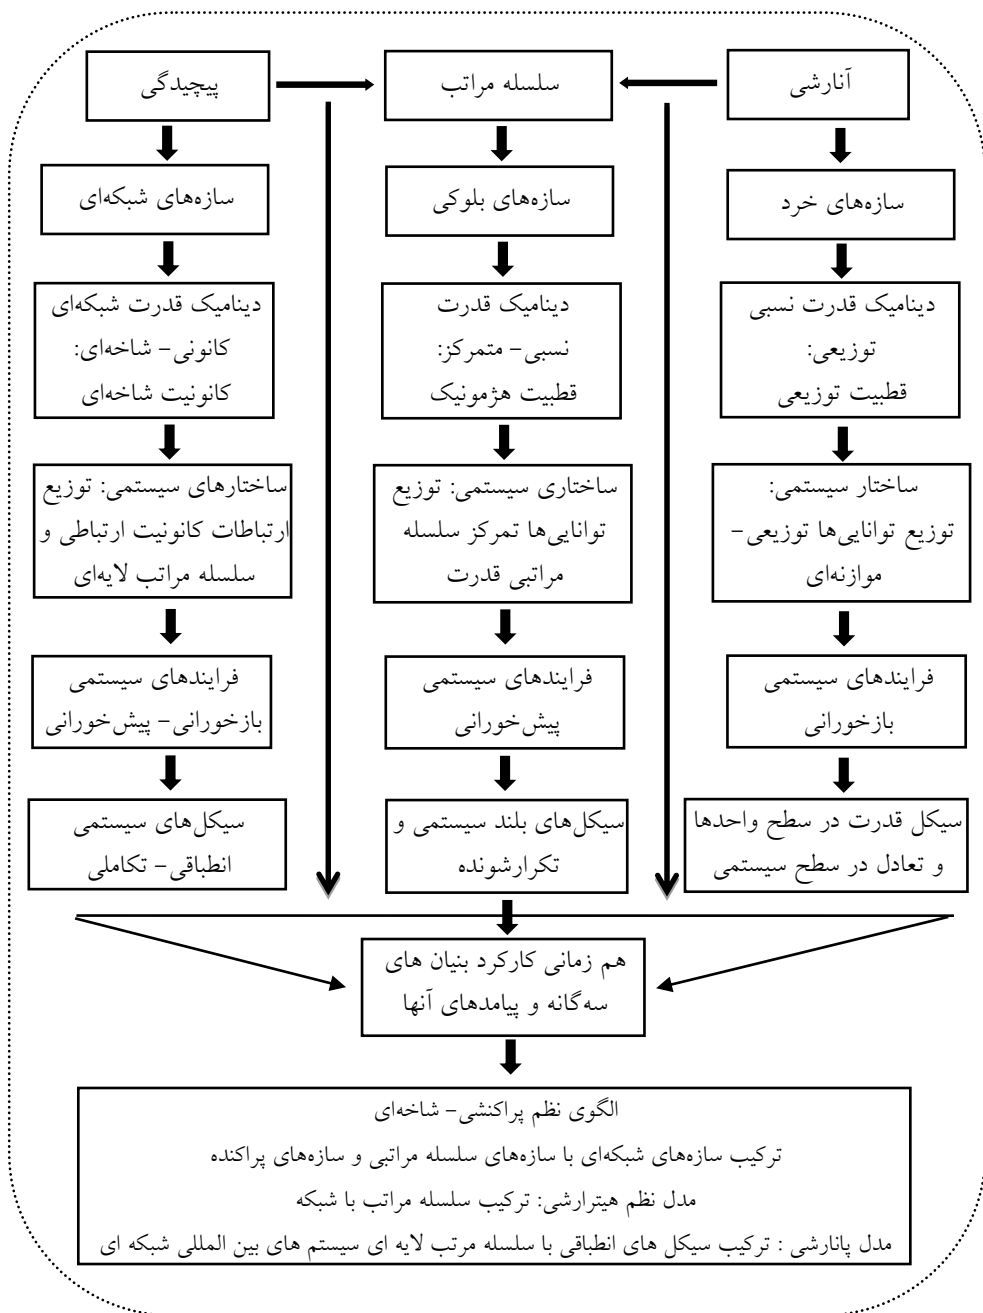 آنارشی
سلسله مراتب
پیچیدگی
سازه‌های خرد
سازه‌های بلوکی
سازه‌های شبکه‌ای
دینامیک قدرت نسبی
توزیعی:
قطبیت توزیعی
دینامیک قدرت
نسبی- متمرکز:
قطبیت هژمونیک
دینامیک قدرت شبکه‌ای
کانونی- شاخه‌ای:
کانونیت شاخه‌ای
ساختار سیستمی:
توزیع توانایی‌ها توزیعی-
موازنه‌ای
ساختاری سیستمی: توزیع
توانایی‌ها تمرکز سلسله
مراتبی قدرت
ساختارهای سیستمی: توزیع
ارتباطات کانونیت ارتباطی و
سلسله مراتب لایه‌ای
فرایندهای سیستمی
بازخورانی
فرایندهای سیستمی
پیش‌خورانی
فرایندهای سیستمی
بازخورانی- پیش‌خورانی
سیکل قدرت در سطح واحدها
و تعادل در سطح سیستمی
سیکل‌های بلند سیستمی و
تکرارشونده
سیکل‌های سیستمی
انطباقی- تکاملی
هم زمانی کارکرد بنیان های
سه‌گانه و پیامدهای آنها
الگوی نظم پراکنشی- شاخه‌ای
ترکیب سازه‌های شبکه‌ای با سازه‌های سلسله مراتبی و سازه‌های پراکنده
مدل نظم هیترارشی: ترکیب سلسله مراتب با شبکه
مدل پانارشی : ترکیب سیکل های انطباقی با سلسله مرتب لایه ای سیستم های بین المللی شبکه ای